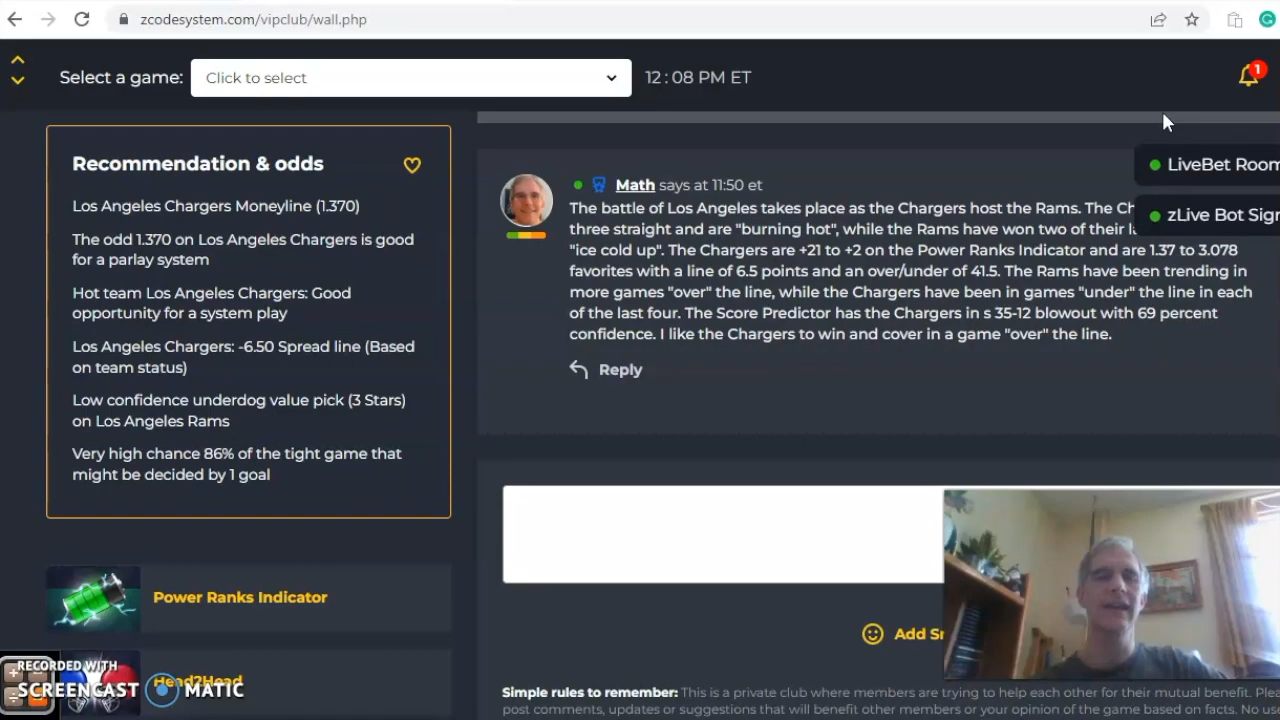 zcodesystem.com/vipclub/wall.php
Select a game: Click to select 12:08 PM ET
1
LiveBet Room
zLive Bot Sig
Recommendation & odds
Los Angeles Chargers Moneyline (1.370)
The odd 1.370 on Los Angeles Chargers is good
for a parlay system
Hot team Los Angeles Chargers: Good
opportunity for a system play
Los Angeles Chargers: -6.50 Spread line (Based
on team status)
Low confidence underdog value pick (3 Stars)
on Los Angeles Rams
Very high chance 86% of the tight game that
might be decided by 1 goal
Power Ranks Indicator
Head2Head
Math says at 11:50 et
The battle of Los Angeles takes place as the Chargers host the Rams. The Ch
three straight and are "burning hot", while the Rams have won two of their
"ice cold up". The Chargers are +21 to +2 on the Power Ranks Indicator and are 1.37 to 3.078
favorites with a line of 6.5 points and an over/under of 41.5. The Rams have been trending in
more games "over" the line, while the Chargers have been in games "under" the line in each
of the last four. The Score Predictor has the Chargers in s 35-12 blowout with 69 percent
confidence. I like the Chargers to win and cover in a game "over" the line.
Reply
Add Sm
Simple rules to remember: This is a private club where members are trying to help each other for their mutual benefit. Plea
post comments, updates or suggestions that will benefit other members or your opinion of the game based on facts. No use
RECORDED WITH
SCREENCAST MATIC